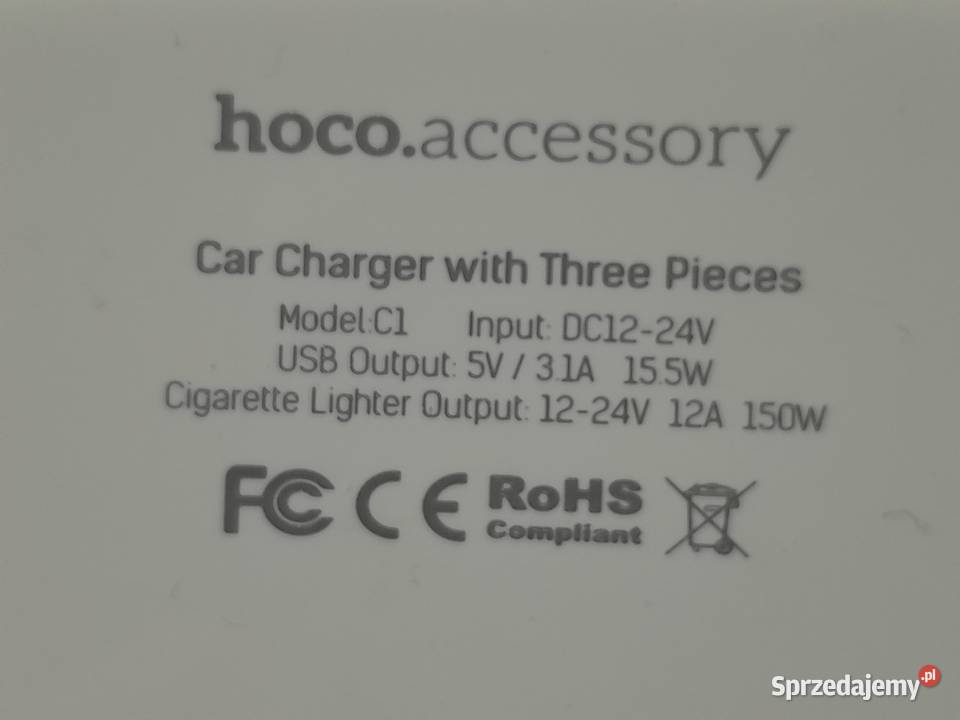 hoco.accessory
Car Charger with Three Pieces
Model:C1 Input: DC12-24V
USB Output: 5V / 3.1A 15.5W
Cigarette Lighter Output: 12-24V 12A 150W
FC CE RoHS
Compliant
Sprzedajemy.pl